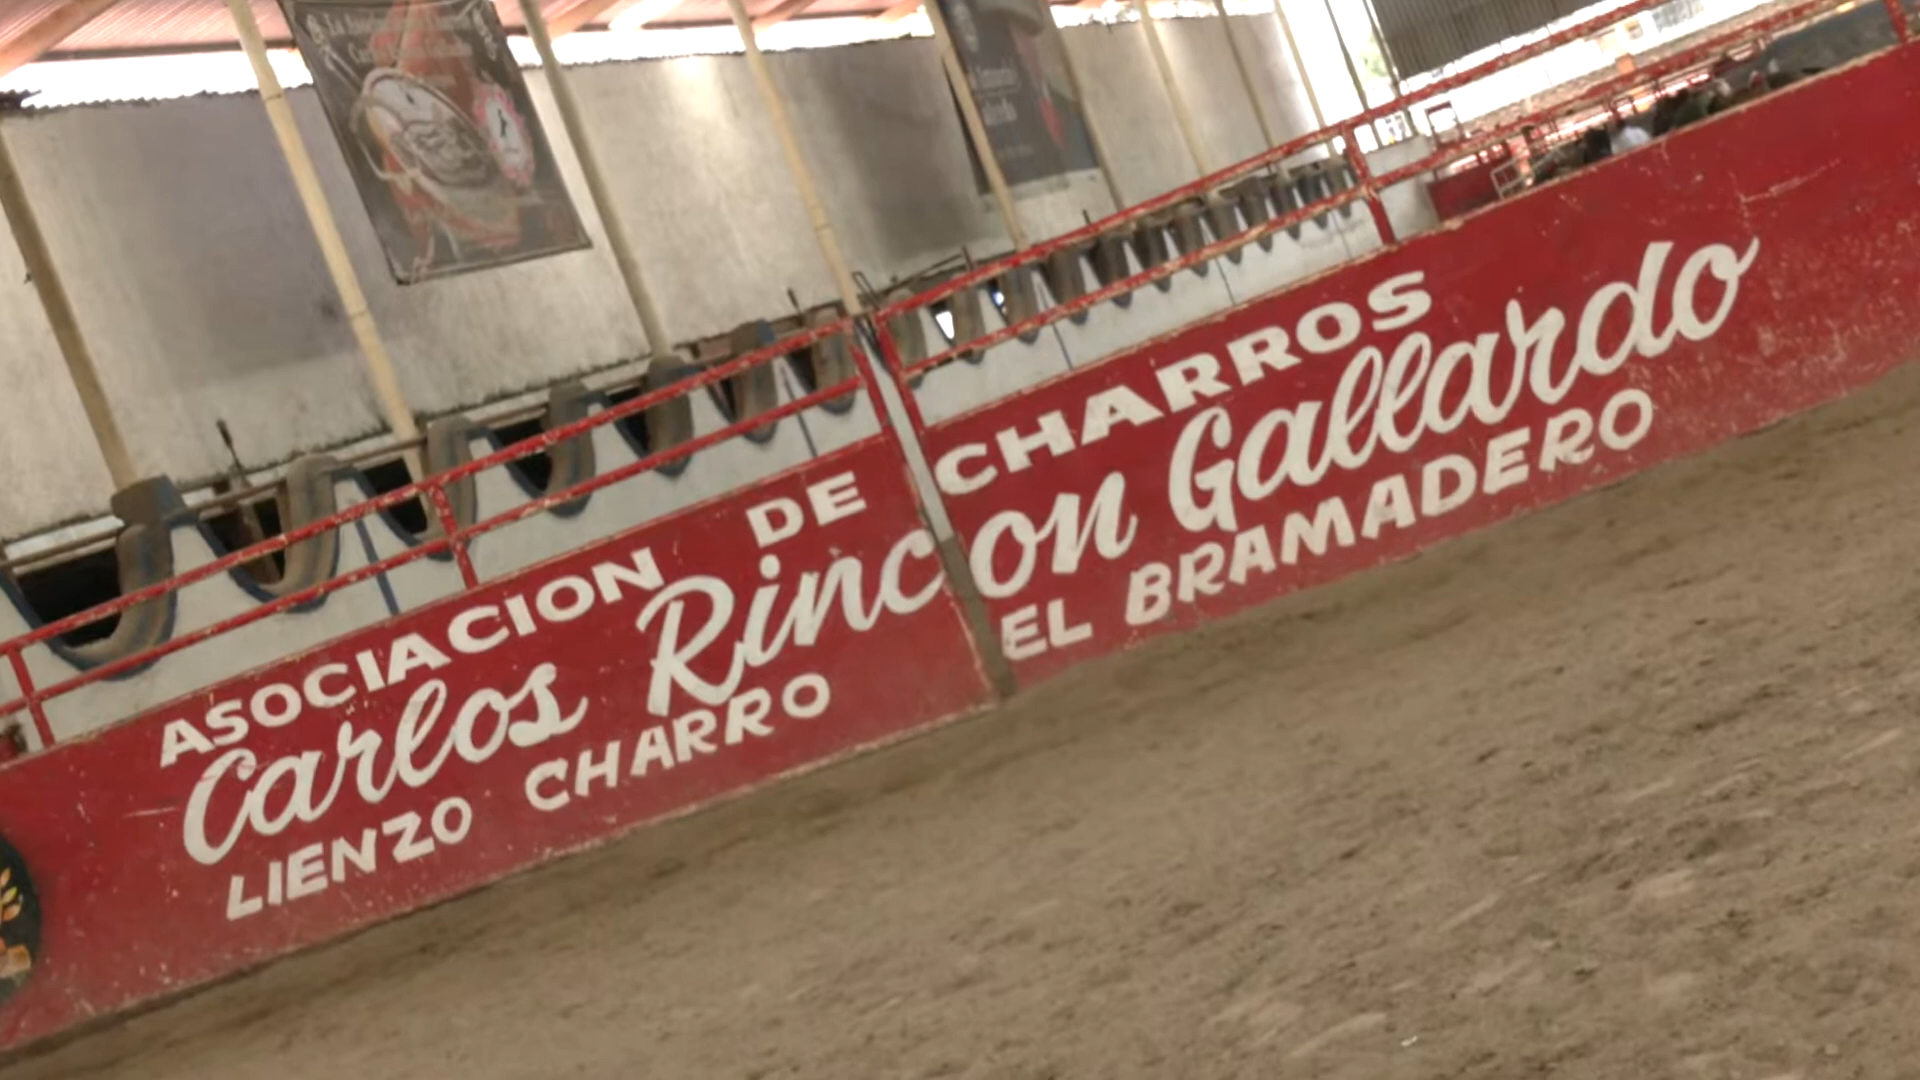 ASOCIACION DE CHARROS
Carlos Rincon Gallardo
LIENZO CHARRO EL BRAMADERO